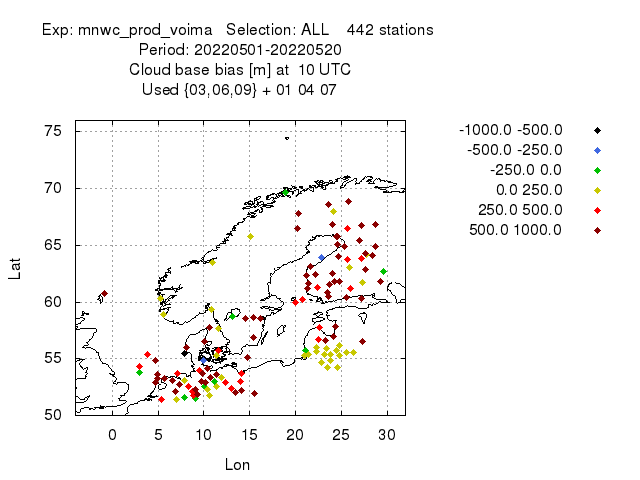 Exp: mnwc_prod_voima   Selection: ALL    442 stations
Period: 20220501-20220520
Cloud base bias [m] at  10 UTC
Used {03,06,09} + 01 04 07
-1000.0 -500.0
-500.0 -250.0
-250.0 0.0
0.0 250.0
250.0 500.0
500.0 1000.0
75
70
65
60
55
50
Lat
0 5 10 15 20 25 30
Lon